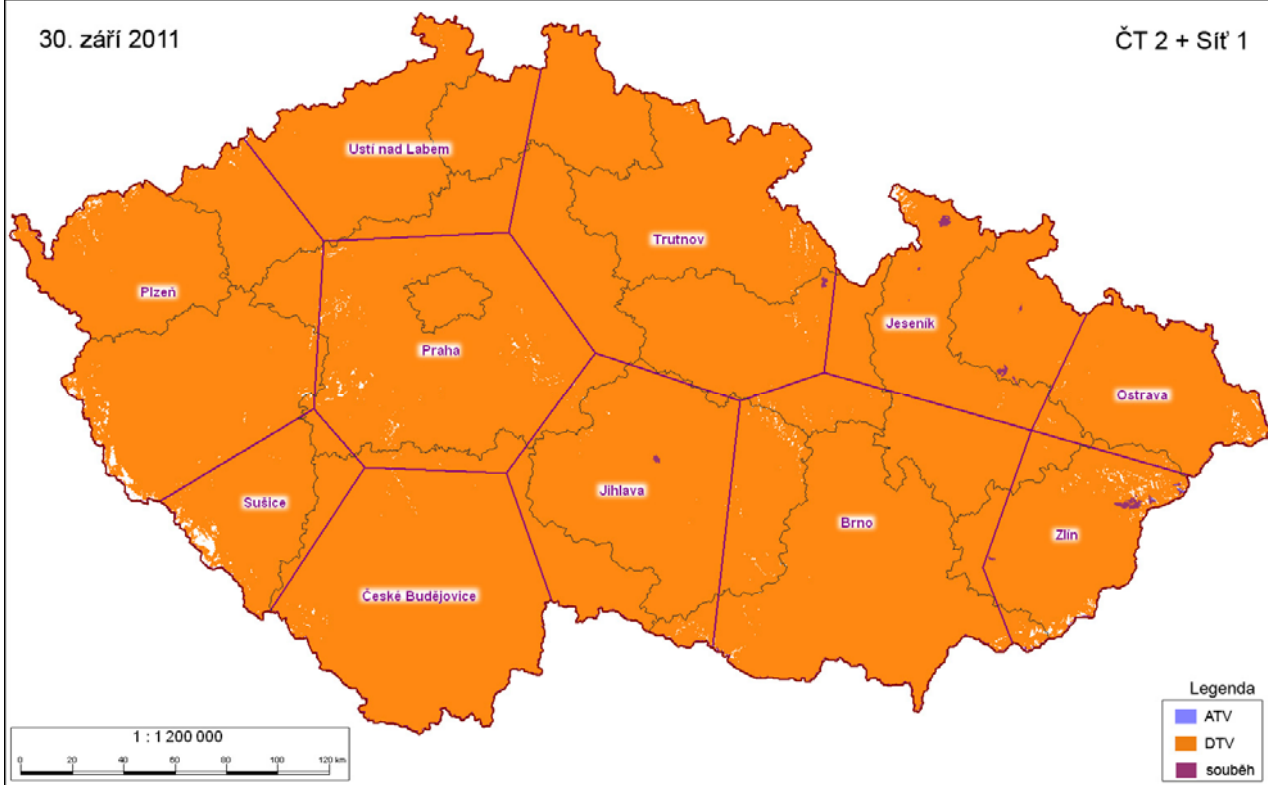 30. září 2011
ČT 2 + Síť 1
Ustí nad Labem
Trutnov
Plzeň
Jeseník
Praha
Ostrava
Sušice
Jihlava
Brno
Zlín
České Budějovice
Legenda
ATV
DTV
souběh
1 : 1 200 000
0 20 40 60 80 100 120 km